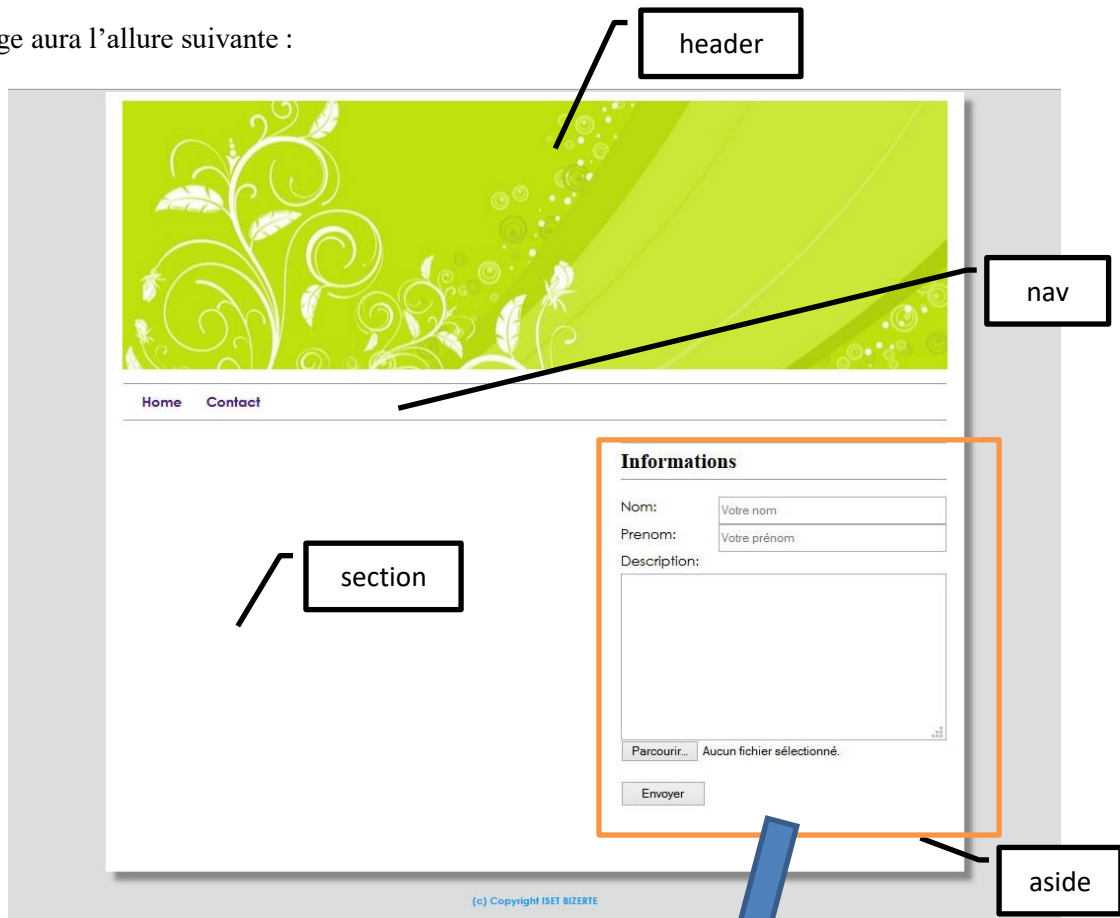 ge aura l’allure suivante :
header
nav
Home Contact
Informations
Nom: Votre nom
Prenom: Votre prénom
Description:
section
Parcourir... Aucun fichier sélectionné.
Envoyer
aside
(c) Copyright ISET BIZERTE